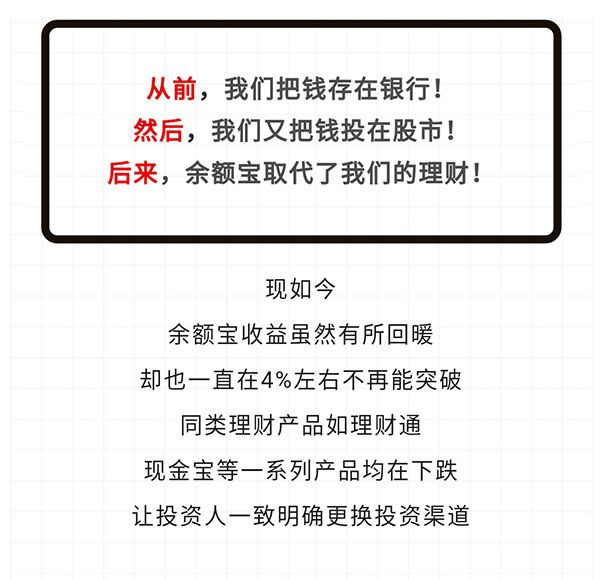 从前，我们把钱存在银行！
然后，我们又把钱投在股市！
后来，余额宝取代了我们的理财！
现如今
余额宝收益虽然有所回暖
却也一直在4%左右不再能突破
同类理财产品如理财通
现金宝等一系列产品均在下跌
让投资人一致明确更换投资渠道